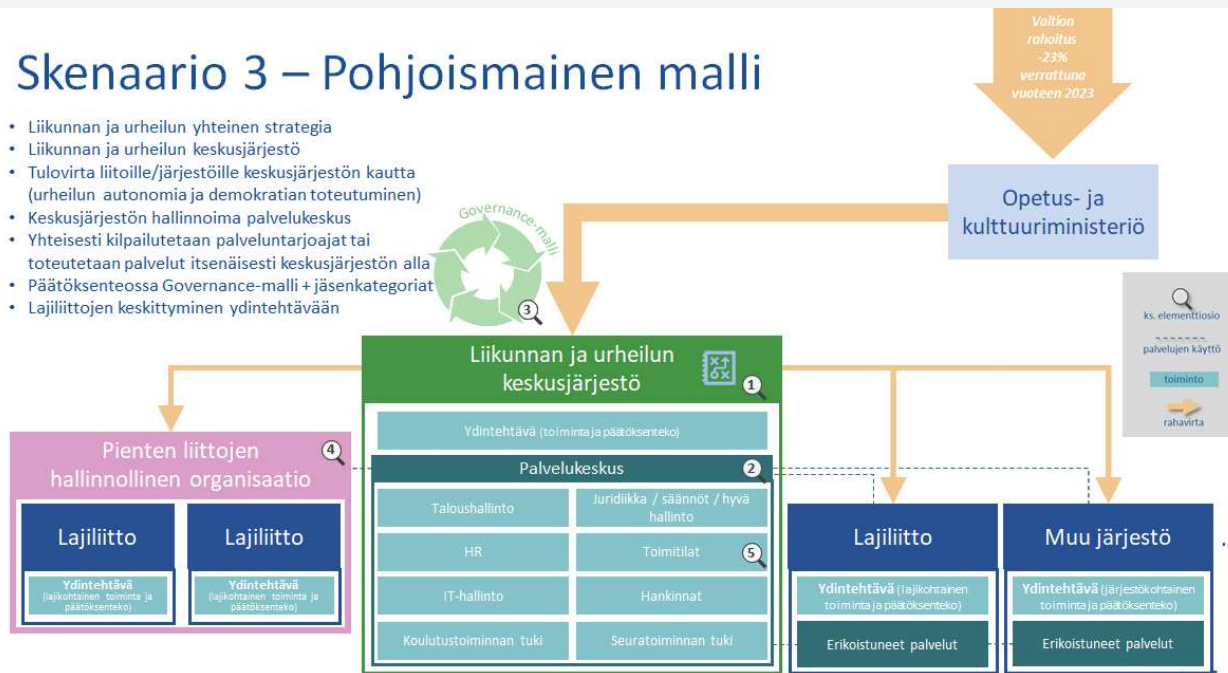 Valtion
rahoitus
-23%
verrattuna
vuoteen 2023
Skenaario 3 – Pohjoismainen malli
• Liikunnan ja urheilun yhteinen strategia
• Liikunnan ja urheilun keskusjärjestö
• Tulovirta liitoille/järjestöille keskusjärjestön kautta
(urheilun autonomia ja demokratian toteutuminen)
• Keskusjärjestön hallinnoima palvelukeskus
• Yhteisesti kilpailutetaan palveluntarjoajat tai
toteutetaan palvelut itsenäisesti keskusjärjestön alla
• Päätöksenteossa Governance-malli + jäsenkategoriat
• Lajiliittojen keskittyminen ydintehtävään
Governance-malli
3
Opetus- ja
kulttuuriministeriö
ks. elementtiosio
palvelujen käyttö
toiminto
rahavirta
Liikunnan ja urheilun
keskusjärjestö
1
Ydintehtävä (toiminta ja päätöksenteko)
Palvelukeskus
2
Taloushallinto
Juridiikka / säännöt / hyvä
hallinto
HR
Toimitilat
5
IT-hallinto
Hankinnat
Koulutustoiminnan tuki
Seuratoiminnan tuki
Pienten liittojen
hallinnollinen organisaatio
4
Lajiliitto
Ydintehtävä
(lajikohtainen toiminta ja
päätöksenteko)
Lajiliitto
Ydintehtävä
(lajikohtainen toiminta ja
päätöksenteko)
Lajiliitto
Ydintehtävä (lajikohtainen
toiminta ja päätöksenteko)
Erikoistuneet palvelut
Muu järjestö
Ydintehtävä (järjestökohtainen
toiminta ja päätöksenteko)
Erikoistuneet palvelut